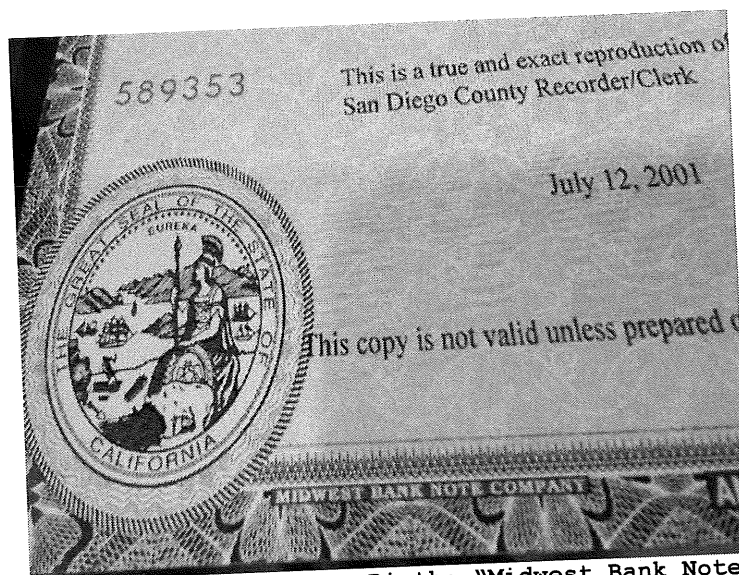 589353
This is a true and exact reproduction of
San Diego County Recorder/Clerk
July 12, 2001
THE GREAT SEAL OF THE STATE OF CALIFORNIA
EUREKA
This copy is not valid unless prepared
MIDWEST BANK NOTE COMPANY
"Midwest Bank Note